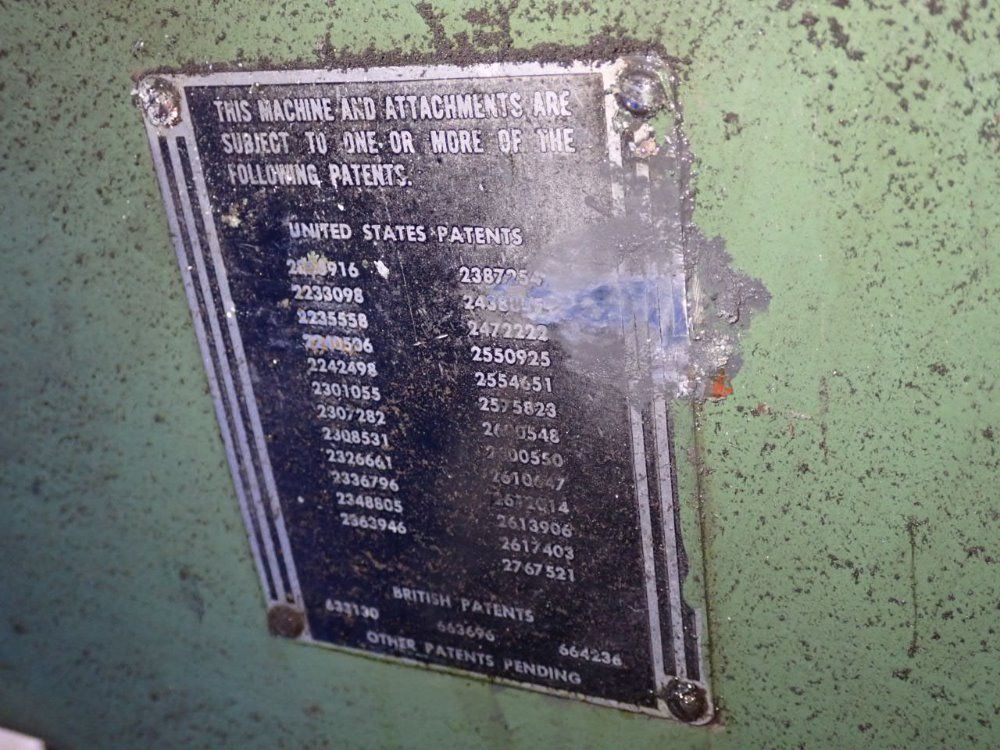 THIS MACHINE AND ATTACHMENTS ARE
SUBJECT TO ONE OR MORE OF THE
FOLLOWING PATENTS.
UNITED STATES PATENTS
2233098
2235558
2242498
2301055
2307282
2308531
2326661
2336796
2348805
2363946
2472222
2550925
2554651
2575823
2613906
2617403
2767521
BRITISH PATENTS
633130 663696 664236
OTHER PATENTS PENDING